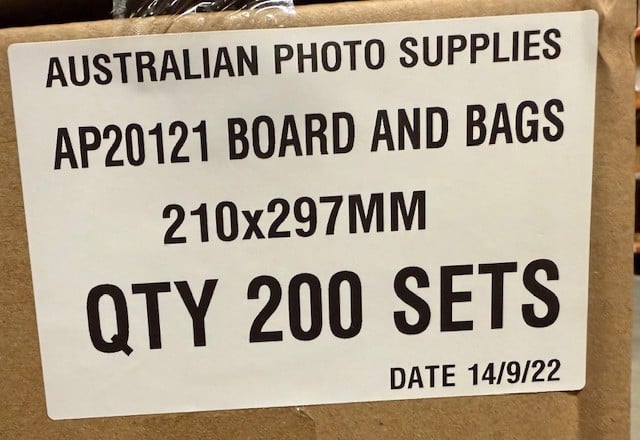 AUSTRALIAN PHOTO SUPPLIES
AP20121 BOARD AND BAGS
210x297MM
QTY 200 SETS
DATE 14/9/22